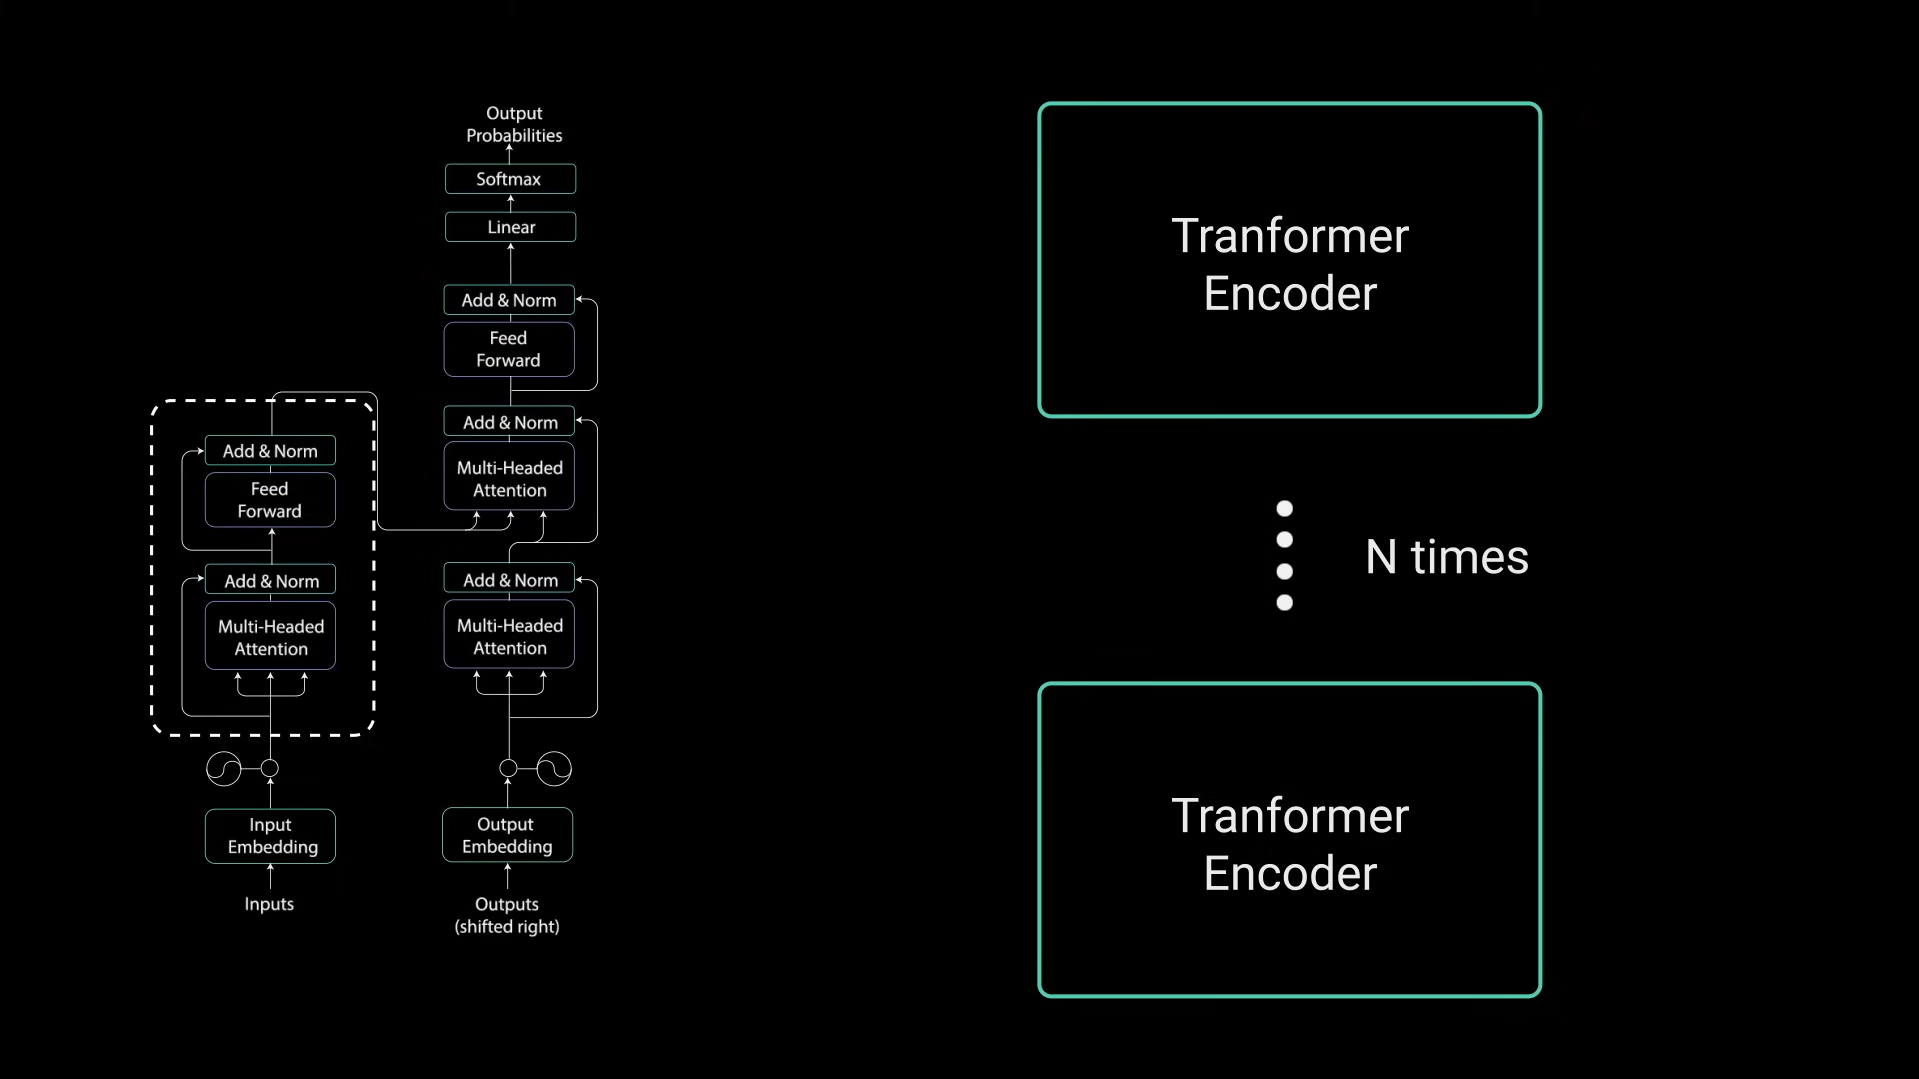 Output
Probabilities
Softmax
Linear
Add & Norm
Feed
Forward
Add & Norm
Multi-Headed
Attention
Add & Norm
Multi-Headed
Attention
Output
Embedding
Outputs
(shifted right)
Add & Norm
Feed
Forward
Add & Norm
Multi-Headed
Attention
Input
Embedding
Inputs
Tranformer
Encoder
N times
Tranformer
Encoder